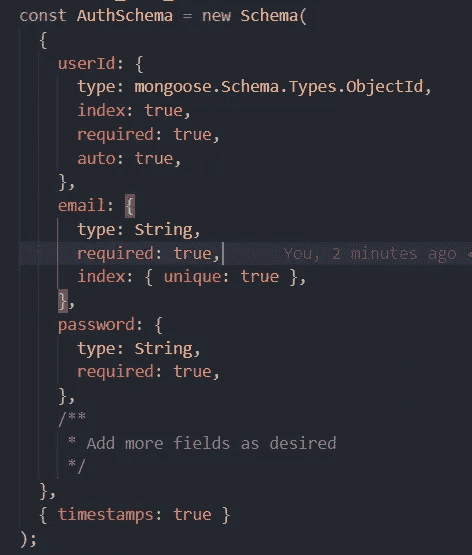 const AuthSchema = new Schema(
{
userId: {
type: mongoose.Schema.Types.ObjectId,
index: true,
required: true,
auto: true,
},
email: {
type: String,
required: true, You, 2 minutes ago
index: { unique: true },
},
password: {
type: String,
required: true,
},
/**
* Add more fields as desired
*/
},
{ timestamps: true }
);